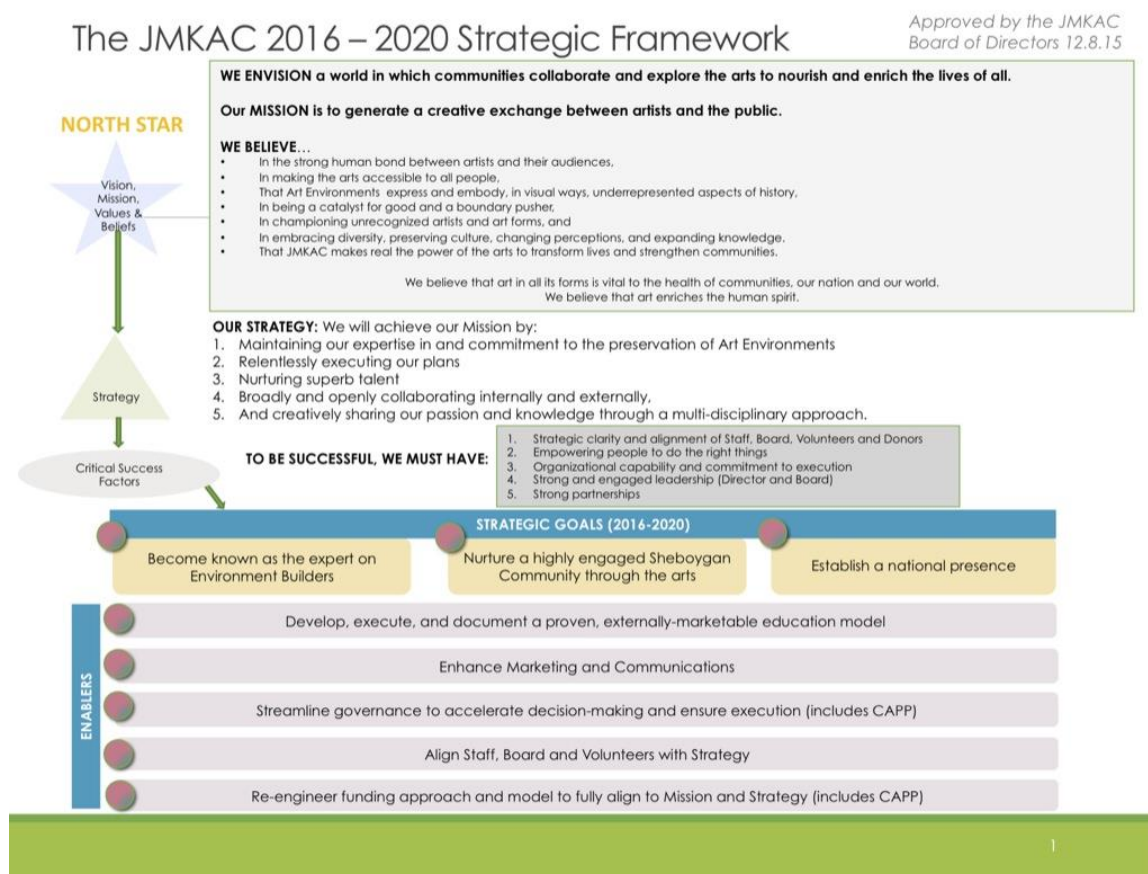 The JMKAC 2016 – 2020 Strategic Framework
Approved by the JMKAC
Board of Directors 12.8.15
WE ENVISION a world in which communities collaborate and explore the arts to nourish and enrich the lives of all.
Our MISSION is to generate a creative exchange between artists and the public.
NORTH STAR
Vision,
Mission,
Values &
Beliefs
WE BELIEVE…
• In the strong human bond between artists and their audiences,
• In making the arts accessible to all people,
• That Art Environments express and embody, in visual ways, underrepresented aspects of history,
• In being a catalyst for good and a boundary pusher,
• In championing unrecognized artists and art forms, and
• In embracing diversity, preserving culture, changing perceptions, and expanding knowledge.
• That JMKAC makes real the power of the arts to transform lives and strengthen communities.
We believe that art in all its forms is vital to the health of communities, our nation and our world.
We believe that art enriches the human spirit.
Strategy
OUR STRATEGY: We will achieve our Mission by:
1. Maintaining our expertise in and commitment to the preservation of Art Environments
2. Relentlessly executing our plans
3. Nurturing superb talent
4. Broadly and openly collaborating internally and externally,
5. And creatively sharing our passion and knowledge through a multi-disciplinary approach.
Critical Success
Factors
TO BE SUCCESSFUL, WE MUST HAVE:
1. Strategic clarity and alignment of Staff, Board, Volunteers and Donors
2. Empowering people to do the right things
3. Organizational capability and commitment to execution
4. Strong and engaged leadership (Director and Board)
5. Strong partnerships
STRATEGIC GOALS (2016-2020)
Become known as the expert on
Environment Builders
Nurture a highly engaged Sheboygan
Community through the arts
Establish a national presence
ENABLERS
Develop, execute, and document a proven, externally-marketable education model
Enhance Marketing and Communications
Streamline governance to accelerate decision-making and ensure execution (includes CAPP)
Align Staff, Board and Volunteers with Strategy
Re-engineer funding approach and model to fully align to Mission and Strategy (includes CAPP)
1